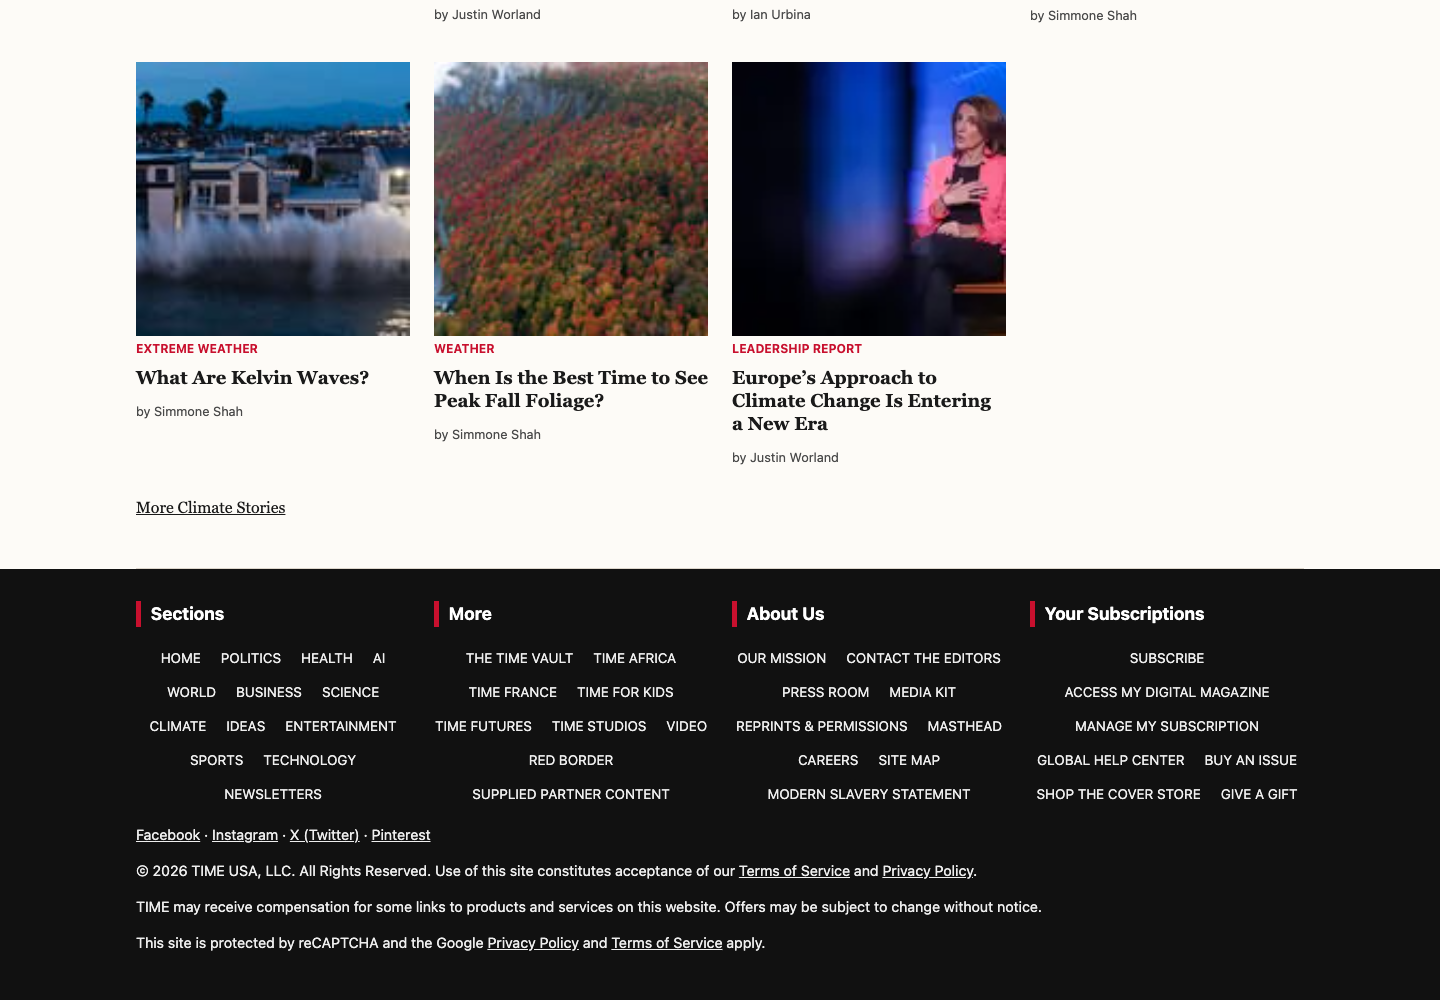 by Justin Worland
by Ian Urbina
by Simmone Shah
EXTREME WEATHER
What Are Kelvin Waves?
by Simmone Shah
WEATHER
When Is the Best Time to See
Peak Fall Foliage?
by Simmone Shah
LEADERSHIP REPORT
Europe’s Approach to
Climate Change Is Entering
a New Era
by Justin Worland
More Climate Stories
Sections
HOME POLITICS HEALTH AI
WORLD BUSINESS SCIENCE
CLIMATE IDEAS ENTERTAINMENT
SPORTS TECHNOLOGY
NEWSLETTERS
More
THE TIME VAULT TIME AFRICA
TIME FRANCE TIME FOR KIDS
TIME FUTURES TIME STUDIOS VIDEO
RED BORDER
SUPPLIED PARTNER CONTENT
About Us
OUR MISSION CONTACT THE EDITORS
PRESS ROOM MEDIA KIT
REPRINTS & PERMISSIONS MASTHEAD
CAREERS SITE MAP
MODERN SLAVERY STATEMENT
Your Subscriptions
SUBSCRIBE
ACCESS MY DIGITAL MAGAZINE
MANAGE MY SUBSCRIPTION
GLOBAL HELP CENTER BUY AN ISSUE
SHOP THE COVER STORE GIVE A GIFT
Facebook · Instagram · X (Twitter) · Pinterest
© 2026 TIME USA, LLC. All Rights Reserved. Use of this site constitutes acceptance of our Terms of Service and Privacy Policy.
TIME may receive compensation for some links to products and services on this website. Offers may be subject to change without notice.
This site is protected by reCAPTCHA and the Google Privacy Policy and Terms of Service apply.